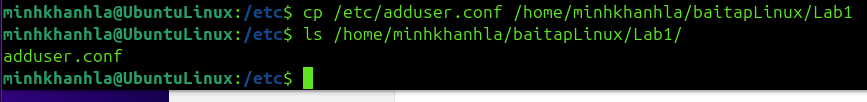 minhkhanhla@UbuntuLinux:/etc$ cp /etc/adduser.conf /home/minhkhanhla/baitapLinux/Lab1
minhkhanhla@UbuntuLinux:/etc$ ls /home/minhkhanhla/baitapLinux/Lab1/
adduser.conf
minhkhanhla@UbuntuLinux:/etc$